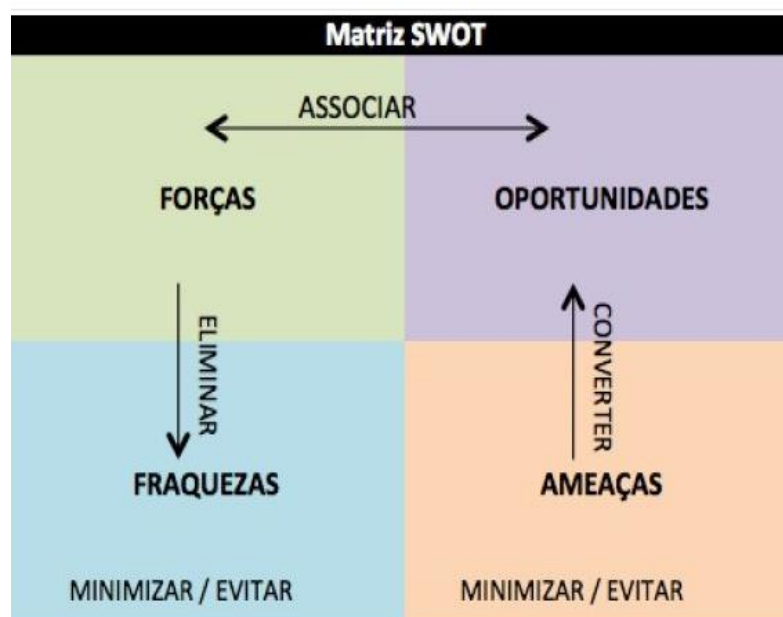 Matriz SWOT
ASSOCIAR
FORÇAS
OPORTUNIDADES
ELIMINAR
CONVERTER
FRAQUEZAS
AMEAÇAS
MINIMIZAR / EVITAR
MINIMIZAR / EVITAR